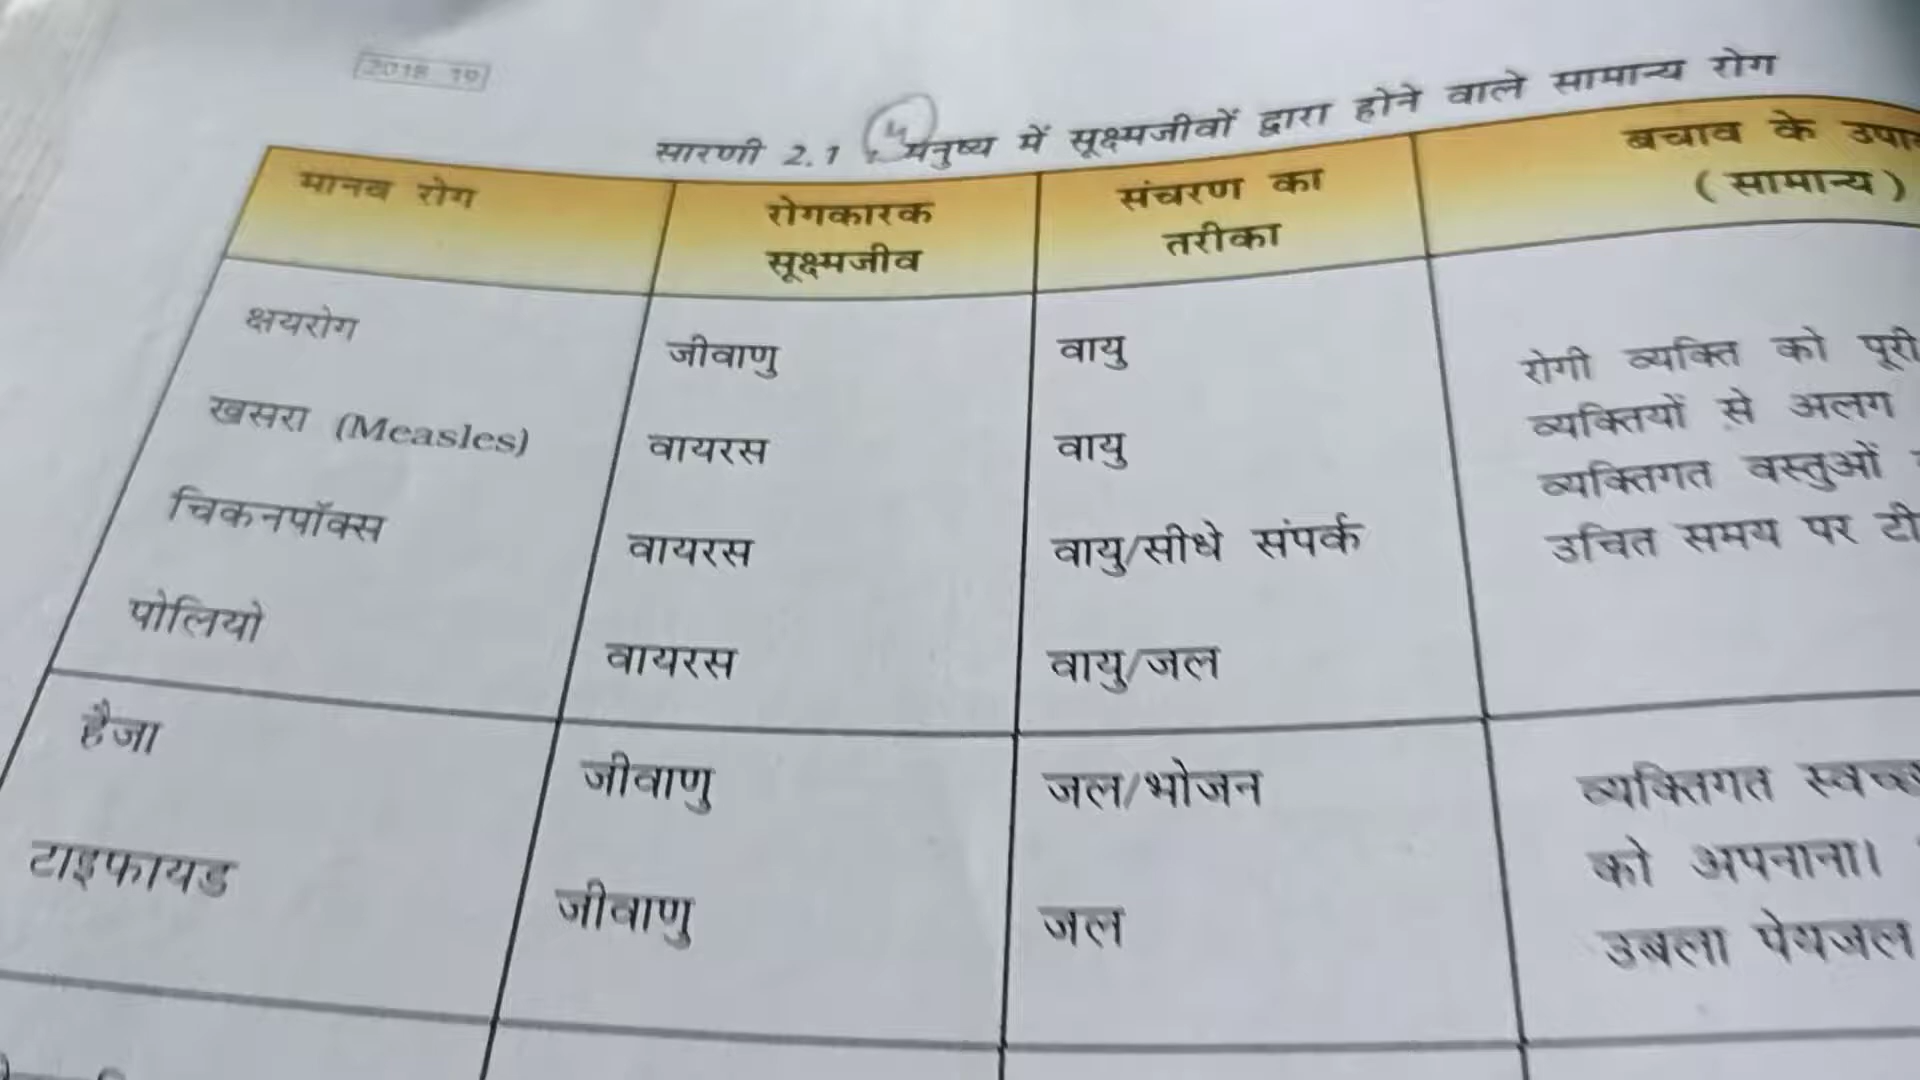 सारणी 2.1 : मनुष्य में सूक्ष्मजीवों द्वारा होने वाले सामान्य रोग
मानव रोग रोगकारक सूक्ष्मजीव संचरण का तरीका बचाव के (सामान्य)
क्षयरोग जीवाणु वायु रोगी व्यक्ति को पूरी
व्यक्तियों से अलग
खसरा (Measles) वायरस वायु व्यक्तिगत वस्तुओं
चिकनपॉक्स वायरस वायु/सीधे संपर्क उचित समय पर
पोलियो वायरस वायु/जल
हैजा जीवाणु जल/भोजन व्यक्तिगत
को अपनाना।
टाइफायड जीवाणु जल उबला पेयजल